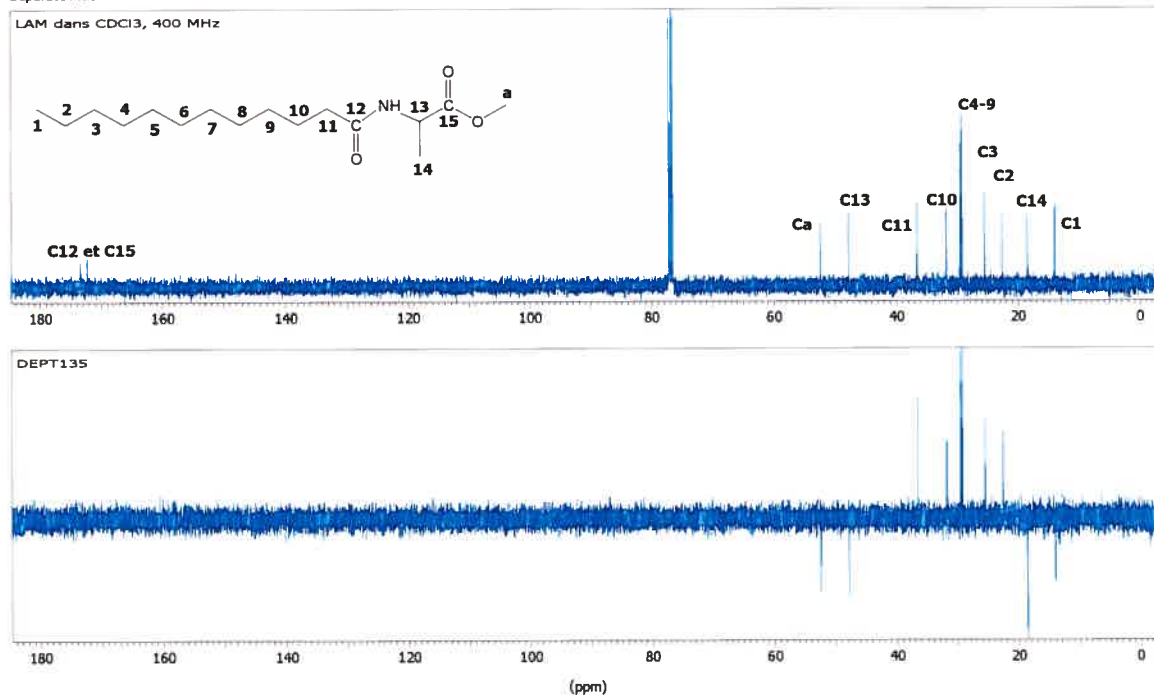 LAM dans CDCl3, 400 MHz
O
a
2
4
6
8
10
12
NH
13
C4-9
1
3
5
7
9
11
C
15
O
C3
O
14
C2
Ca
C13
C11
C10
C14
C1
C12 et C15
180 160 140 120 100 80 60 40 20 0
DEPT135
180 160 140 120 100 80 60 40 20 0
(ppm)